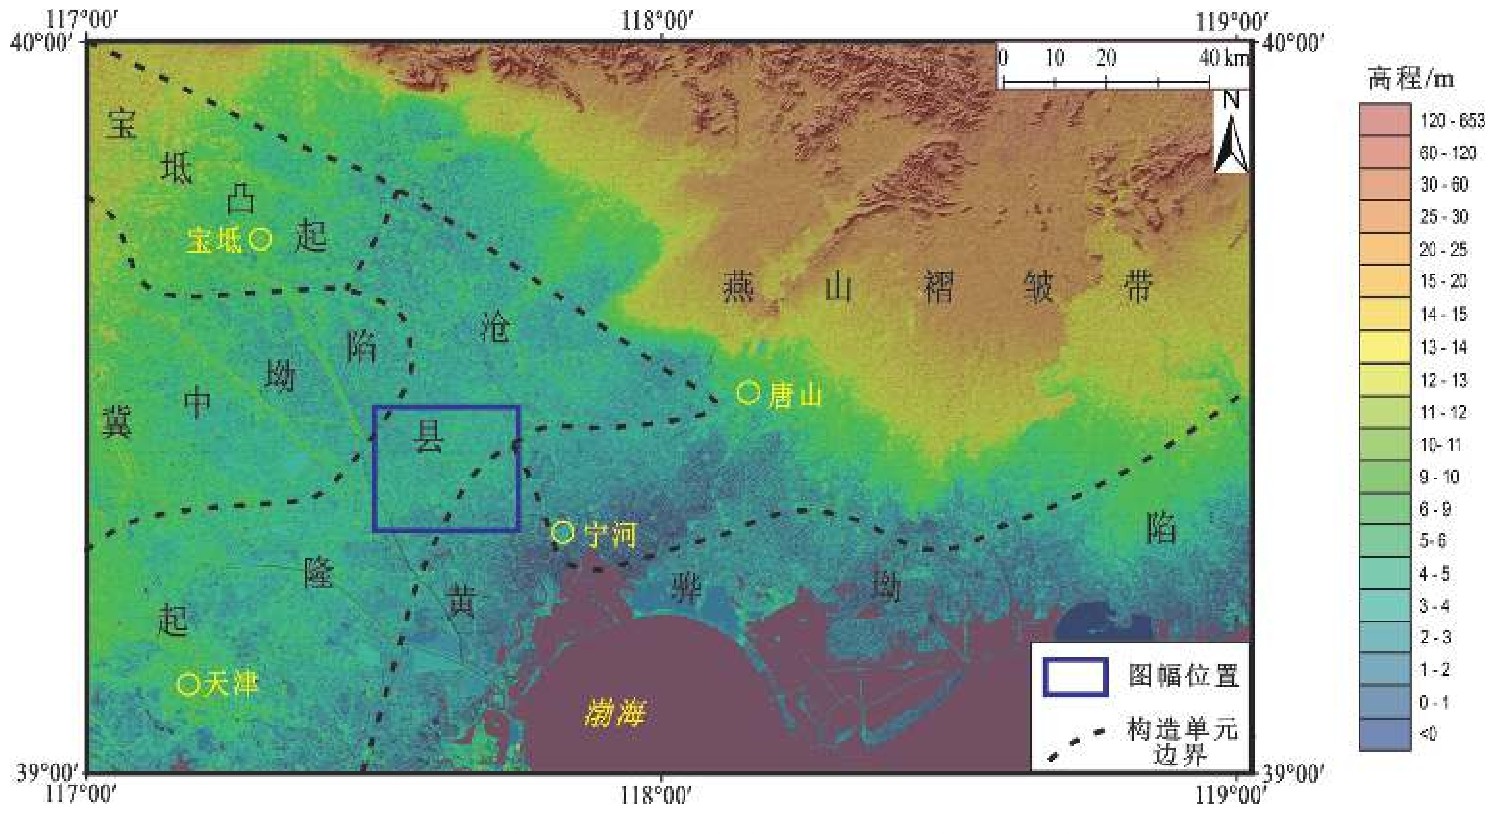 117°00′
118°00′
119°00′
40°00′
40°00′
0 10 20 40 km
N
高程/m
120 - 653
60 - 120
30 - 60
25 - 30
20 - 25
15 - 20
14 - 15
13 - 14
12 - 13
11 - 12
10- 11
9 - 10
6 - 9
5- 6
4 - 5
3 - 4
2 - 3
1 - 2
0 - 1
<0
宝坻凸起
宝坻
燕山褶皱带
冀中坳陷
沧县隆起
唐山
宁河
黄骅坳陷
天津
渤海
图幅位置
构造单元
边界
39°00′
39°00′
117°00′
118°00′
119°00′